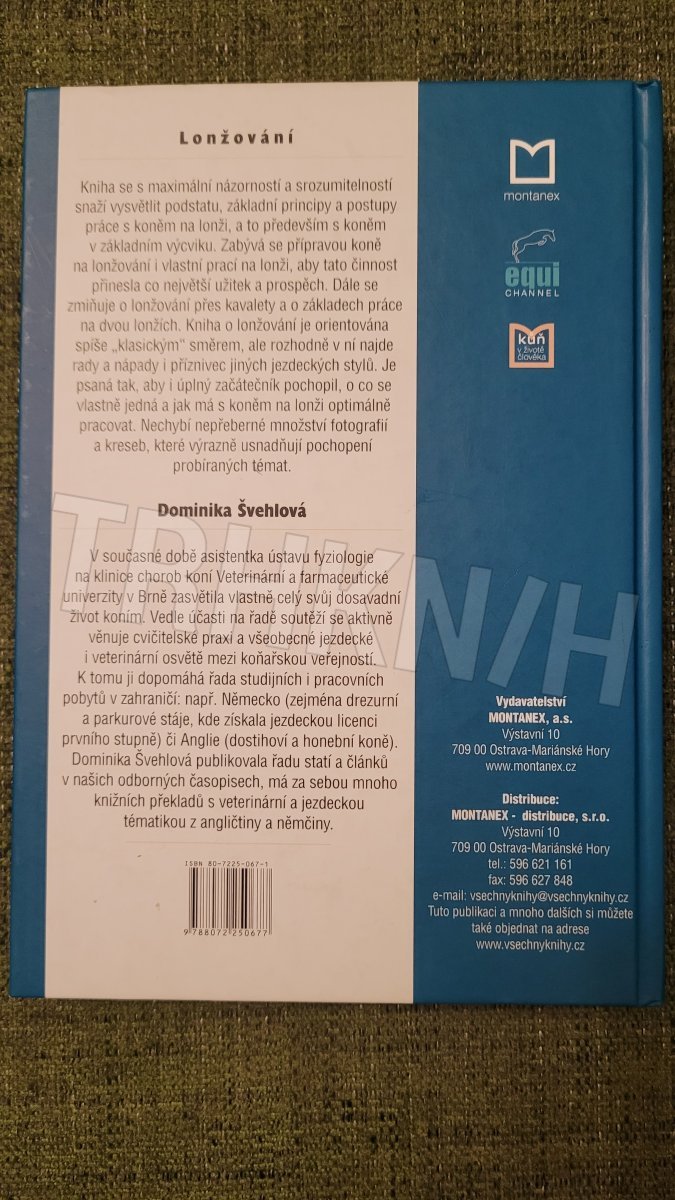 Lonžování
Kniha se s maximální názorností a srozumitelností
snaží vysvětlit podstatu, základní principy a postupy
práce s koněm na lonži, a to především s koněm
v základním výcviku. Zabývá se přípravou koně
na lonžování i vlastní prací na lonži, aby tato činnost
přinesla co největší užitek a prospěch. Dále se
zmiňuje o lonžování přes kavalety a o základech práce
na dvou lonžích. Kniha o lonžování je orientována
spíše „klasickým“ směrem, ale rozhodně v ní najde
rady a nápady i příznivec jiných jezdeckých stylů. Je
psaná tak, aby i úplný začátečník pochopil, o co se
vlastně jedná a jak má s koněm na lonži optimálně
pracovat. Nechybí nepřeberné množství fotografií
a kreseb, které výrazně usnadňují pochopení
probíraných témat.
Dominika Švehlová
V současné době asistentka ústavu fyziologie
na klinice chorob koní Veterinární a farmaceutické
univerzity v Brně zasvětila vlastně celý svůj dosavadní
život koním. Vedle účasti na řadě soutěží se aktivně
věnuje cvičitelské praxi a všeobecné jezdecké
i veterinární osvětě mezi koňařskou veřejností.
K tomu ji dopomáhá řada studijních i pracovních
pobytů v zahraničí: např. Německo (zejména drezurní
a parkurové stáje, kde získala jezdeckou licenci
prvního stupně) či Anglie (dostihoví a honební koně).
Dominika Švehlová publikovala řadu statí a článků
v našich odborných časopisech, má za sebou mnoho
knížních překladů s veterinární a jezdeckou
tématikou z angličtiny a němčiny.
ISBN 80-7225-067-1
9 788072 250677
montanex
equi
CHANNEL
kůň
v životě
člověka
Vydavatelství
MONTANEX, a.s.
Výstavní 10
709 00 Ostrava-Mariánské Hory
www.montanex.cz
Distribuce:
MONTANEX - distribuce, s.r.o.
Výstavní 10
709 00 Ostrava-Mariánské Hory
tel.: 596 621 161
fax: 596 627 848
e-mail: vsechnyknihy@vsechnyknihy.cz
Tuto publikaci a mnoho dalších si můžete
také objednat na adrese
www.vsechnyknihy.cz